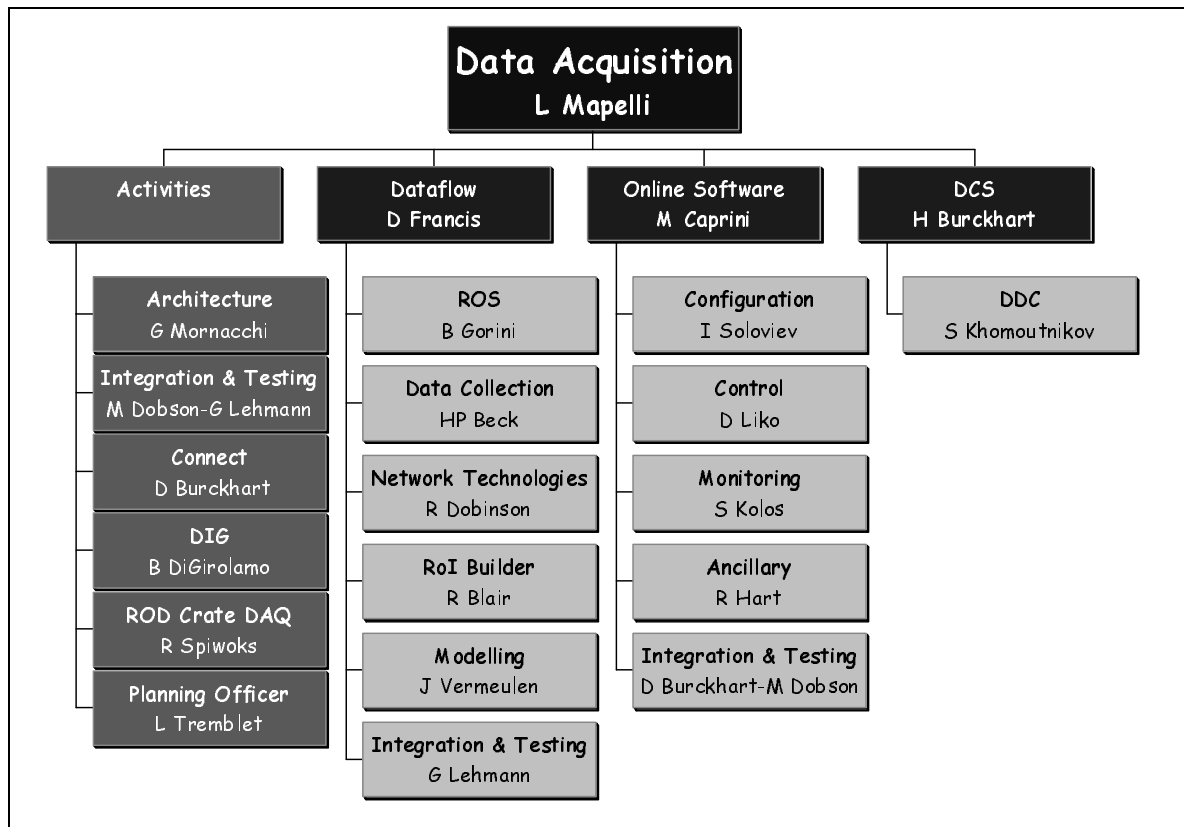 Data Acquisition
L Mapelli
Activities
Dataflow
D Francis
Online Software
M Caprini
DCS
H Burckhart
Architecture
G Mornacchi
Integration & Testing
M Dobson-G Lehmann
Connect
D Burckhart
DIG
B DiGirolamo
ROD Crate DAQ
R Spiwoks
Planning Officer
L Tremblet
ROS
B Gorini
Data Collection
HP Beck
Network Technologies
R Dobinson
RoI Builder
R Blair
Modelling
J Vermeulen
Integration & Testing
G Lehmann
Configuration
I Soloviev
Control
D Liko
Monitoring
S Kolos
Ancillary
R Hart
Integration & Testing
D Burckhart-M Dobson
DDC
S Khomoutnikov